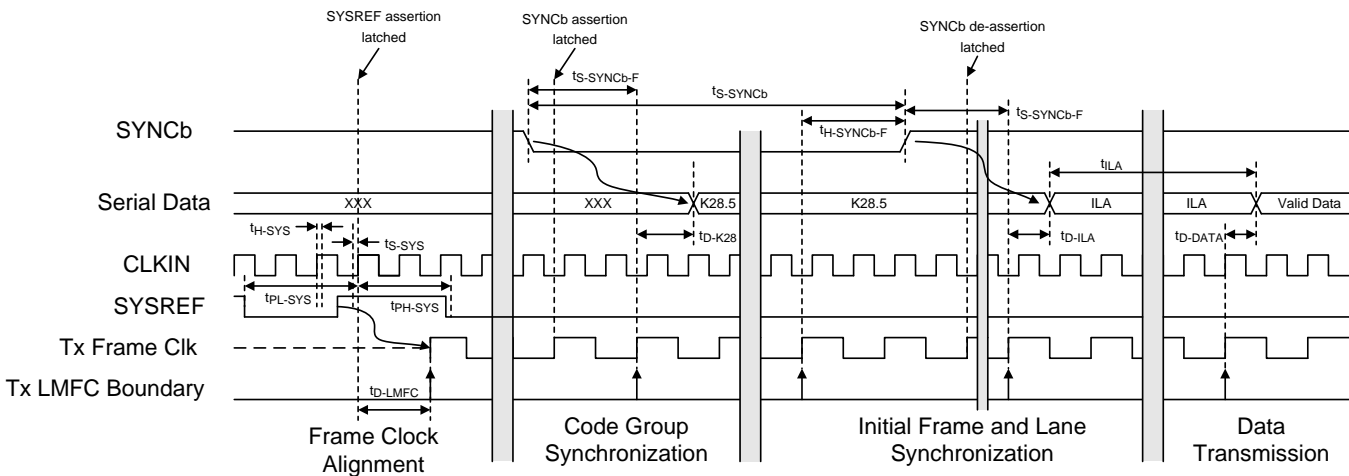 SYSREF assertion
latched
SYNCb assertion
latched
SYNCb de-assertion
latched
tS-SYNCb-F
tS-SYNCb
tS-SYNCb-F
SYNCb
tH-SYNCb-F
tILA
Serial Data
XXX
XXX
K28.5
K28.5
ILA
ILA
Valid Data
tH-SYS
tS-SYS
tD-K28
tD-ILA
tD-DATA
CLKIN
tPL-SYS
tPH-SYS
SYSREF
Tx Frame Clk
Tx LMFC Boundary
tD-LMFC
Frame Clock
Alignment
Code Group
Synchronization
Initial Frame and Lane
Synchronization
Data
Transmission